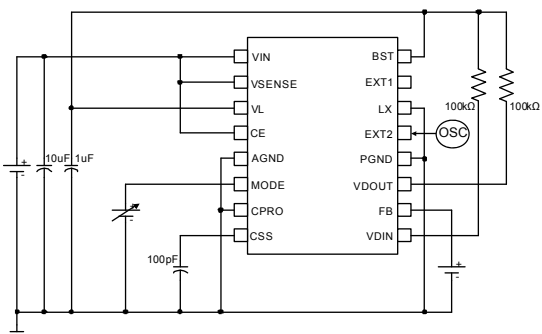 VIN
VSENSE
VL
CE
AGND
MODE
CPRO
CSS
BST
EXT1
LX
EXT2
PGND
VDOUT
FB
VDIN
100kΩ
100kΩ
OSC
10uF
1uF
100pF
+
-
+
-
+
-